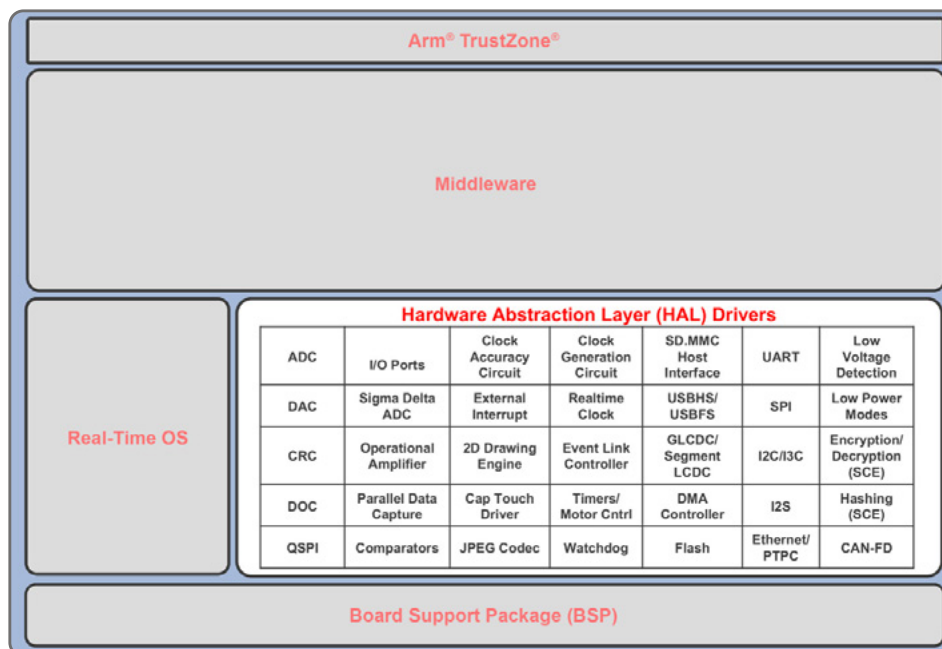 Arm® TrustZone®
Middleware
Real-Time OS
Hardware Abstraction Layer (HAL) Drivers
ADC
I/O Ports
Clock
Accuracy
Circuit
Clock
Generation
Circuit
SD.MMC
Host
Interface
UART
Low
Voltage
Detection
DAC
Sigma Delta
ADC
External
Interrupt
Realtime
Clock
USBHS/
USBFS
SPI
Low Power
Modes
CRC
Operational
Amplifier
2D Drawing
Engine
Event Link
Controller
GLCDC/
Segment
LCDC
I2C/I3C
Encryption/
Decryption
(SCE)
DOC
Parallel Data
Capture
Cap Touch
Driver
Timers/
Motor Cntrl
DMA
Controller
I2S
Hashing
(SCE)
QSPI
Comparators
JPEG Codec
Watchdog
Flash
Ethernet/
PTPC
CAN-FD
Board Support Package (BSP)